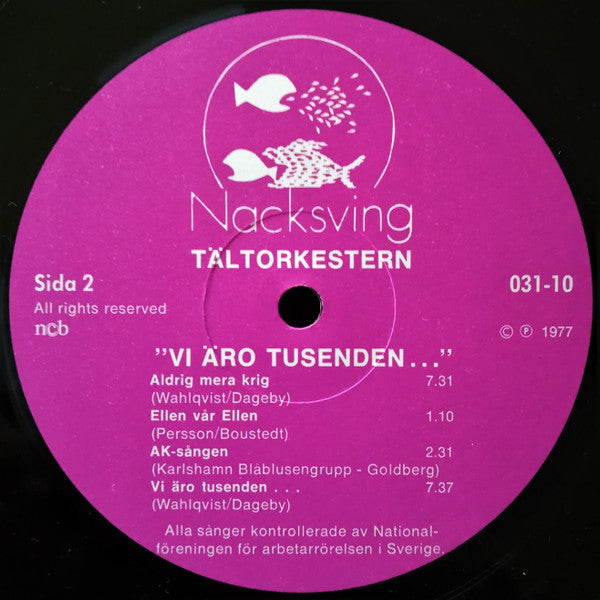 Nacksving
TÄLTORKESTERN
Sida 2 031-10
All rights reserved
ncb © ℗ 1977
"VI ÄRO TUSENDEN..."
Aldrig mera krig 7.31
(Wahlqvist/Dageby)
Ellen vår Ellen 1.10
(Persson/Boustedt)
AK-sången 2.31
(Karlshamn Blåblusengrupp - Goldberg)
Vi äro tusenden . . . 7.37
(Wahlqvist/Dageby)
Alla sånger kontrollerade av National-
föreningen för arbetarrörelsen i Sverige.